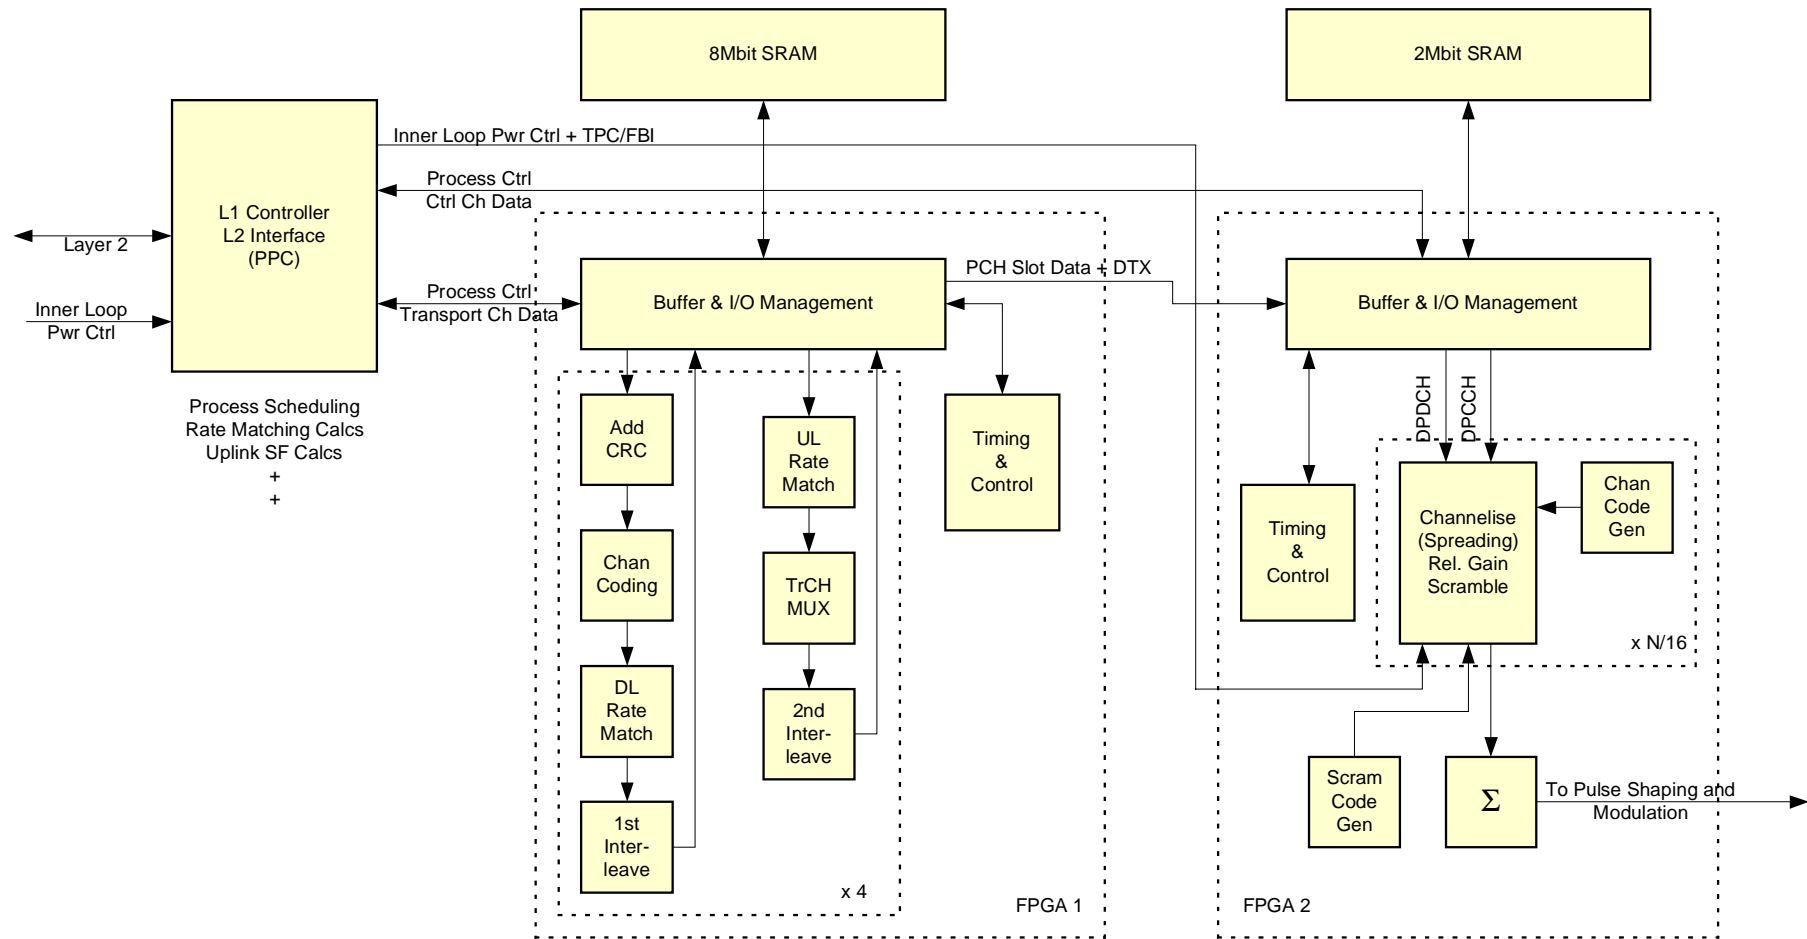 8Mbit SRAM
2Mbit SRAM
Inner Loop Pwr Ctrl + TPC/FBI
Process Ctrl
Ctrl Ch Data
L1 Controller
L2 Interface
(PPC)
Layer 2
Inner Loop
Pwr Ctrl
Process Ctrl
Transport Ch Data
Process Scheduling
Rate Matching Calcs
Uplink SF Calcs
+
+
Buffer & I/O Management
PCH Slot Data + DTX
Buffer & I/O Management
Add
CRC
Chan
Coding
DL
Rate
Match
1st
Inter-
leave
UL
Rate
Match
TrCH
MUX
2nd
Inter-
leave
x 4
Timing
&
Control
FPGA 1
DPDCH
DPCCH
Timing
&
Control
Channelise
(Spreading)
Rel. Gain
Scramble
Chan
Code
Gen
x N/16
Scram
Code
Gen
Σ
To Pulse Shaping and
Modulation
FPGA 2